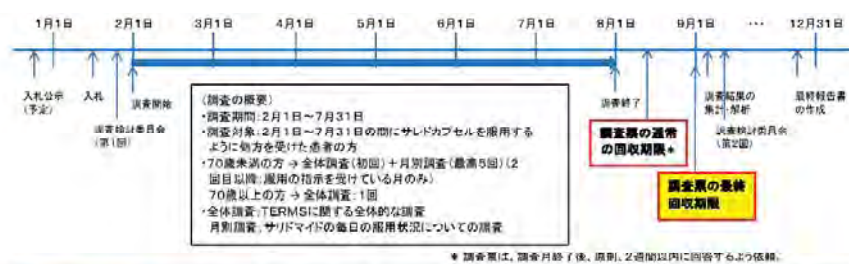 1月1日
2月1日
3月1日
4月1日
5月1日
6月1日
7月1日
8月1日
9月1日
…
12月31日
入札公示
(予定)
入札
調査検討委員会
(第1回)
調査開始
(調査の概要)
・調査期間:2月1日～7月31日
・調査対象:2月1日～7月31日の間にサレドカプセルを服用する
ように処方を受けた患者の方
・70歳未満の方 → 全体調査(初回)+月別調査(最高5回)(2
回目以降:服用の指示を受けている月のみ)
70歳以上の方 → 全体調査:1回
・全体調査:TERMSに関する全体的な調査
月別調査:サリドマイドの毎日の服用状況についての調査
調査終了
調査票の通常
の回収期限*
調査票の最終
回収期限
調査結果の
集計・解析
調査検討委員会
(第2回)
最終報告書
の作成
* 調査票は、調査月終了後、原則、2週間以内に回答するよう依頼。